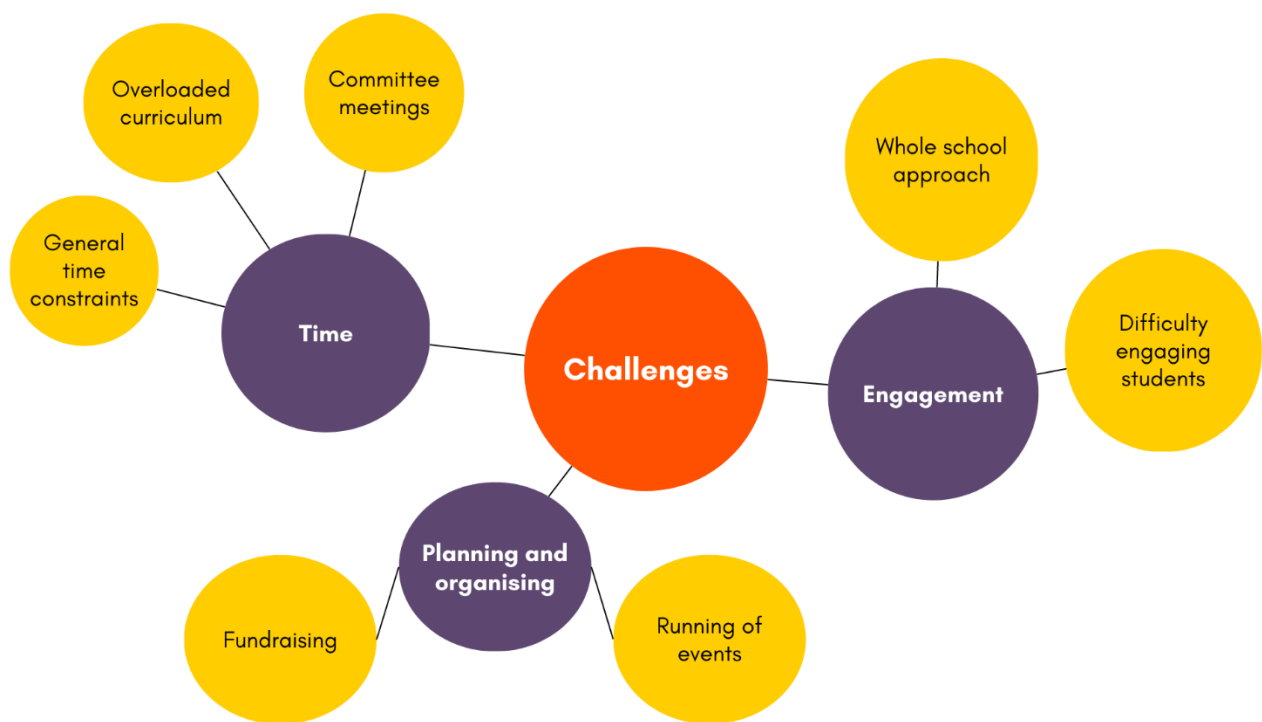 Overloaded
curriculum
Committee
meetings
General
time
constraints
Time
Challenges
Whole school
approach
Engagement
Difficulty
engaging
students
Planning and
organising
Fundraising
Running of
events